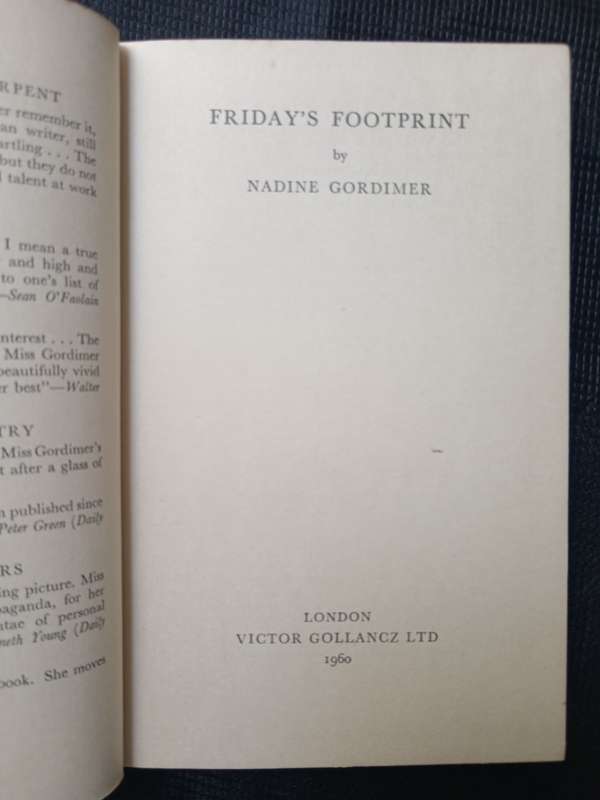 RPENT
er remember it,
an writer, still
artling . . . The
but they do not
l talent at work
I mean a true
and high and
to one's list of
—Sean O'Faolain
nterest . . . The
Miss Gordimer
beautifully vivid
er best"—Walter
TRY
Miss Gordimer's
t after a glass of
n published since
Peter Green (Daily
RS
ing picture. Miss
paganda, for her
utae of personal
neth Young (Daily
book. She moves
FRIDAY'S FOOTPRINT
by
NADINE GORDIMER
LONDON
VICTOR GOLLANCZ LTD
1960